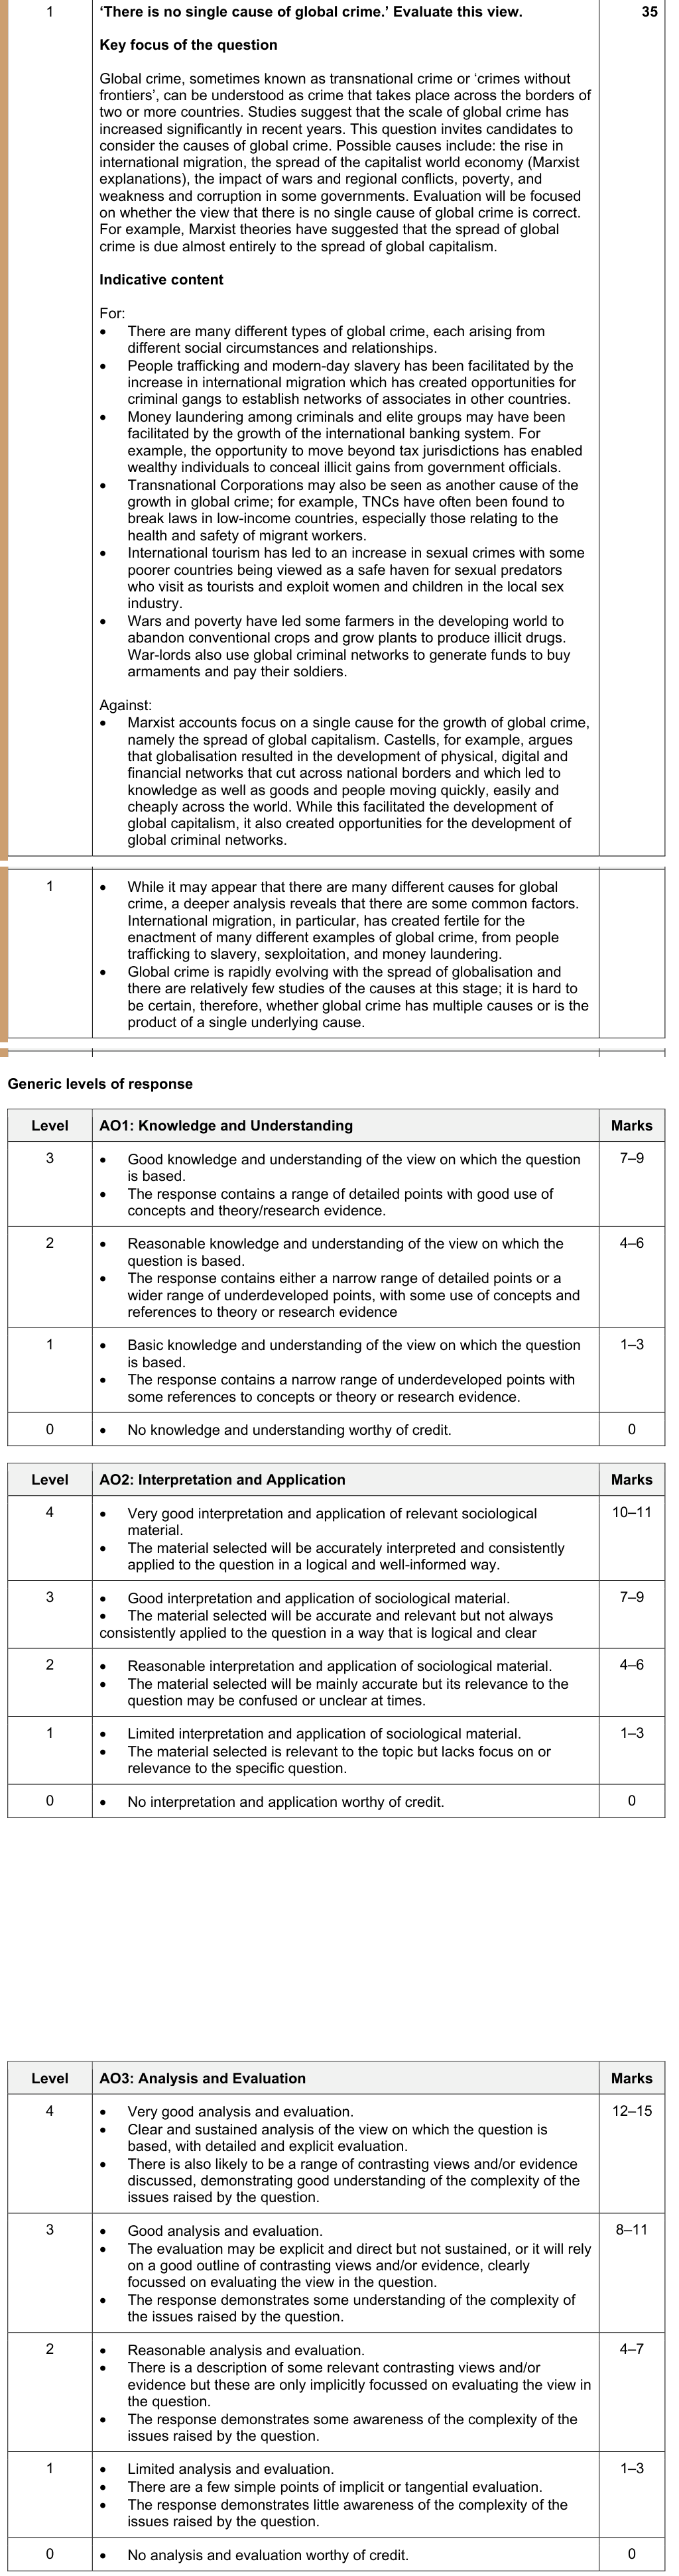 1 ‘There is no single cause of global crime.’ Evaluate this view. 35
Key focus of the question
Global crime, sometimes known as transnational crime or ‘crimes without
frontiers’, can be understood as crime that takes place across the borders of
two or more countries. Studies suggest that the scale of global crime has
increased significantly in recent years. This question invites candidates to
consider the causes of global crime. Possible causes include: the rise in
international migration, the spread of the capitalist world economy (Marxist
explanations), the impact of wars and regional conflicts, poverty, and
weakness and corruption in some governments. Evaluation will be focused
on whether the view that there is no single cause of global crime is correct.
For example, Marxist theories have suggested that the spread of global
crime is due almost entirely to the spread of global capitalism.
Indicative content
For:
• There are many different types of global crime, each arising from
different social circumstances and relationships.
• People trafficking and modern-day slavery has been facilitated by the
increase in international migration which has created opportunities for
criminal gangs to establish networks of associates in other countries.
• Money laundering among criminals and elite groups may have been
facilitated by the growth of the international banking system. For
example, the opportunity to move beyond tax jurisdictions has enabled
wealthy individuals to conceal illicit gains from government officials.
• Transnational Corporations may also be seen as another cause of the
growth in global crime; for example, TNCs have often been found to
break laws in low-income countries, especially those relating to the
health and safety of migrant workers.
• International tourism has led to an increase in sexual crimes with some
poorer countries being viewed as a safe haven for sexual predators
who visit as tourists and exploit women and children in the local sex
industry.
• Wars and poverty have led some farmers in the developing world to
abandon conventional crops and grow plants to produce illicit drugs.
War-lords also use global criminal networks to generate funds to buy
armaments and pay their soldiers.
Against:
• Marxist accounts focus on a single cause for the growth of global crime,
namely the spread of global capitalism. Castells, for example, argues
that globalisation resulted in the development of physical, digital and
financial networks that cut across national borders and which led to
knowledge as well as goods and people moving quickly, easily and
cheaply across the world. While this facilitated the development of
global capitalism, it also created opportunities for the development of
global criminal networks.
1 • While it may appear that there are many different causes for global
crime, a deeper analysis reveals that there are some common factors.
International migration, in particular, has created fertile for the
enactment of many different examples of global crime, from people
trafficking to slavery, sexploitation, and money laundering.
• Global crime is rapidly evolving with the spread of globalisation and
there are relatively few studies of the causes at this stage; it is hard to
be certain, therefore, whether global crime has multiple causes or is the
product of a single underlying cause.
Generic levels of response
Level AO1: Knowledge and Understanding Marks
3 • Good knowledge and understanding of the view on which the question 7–9
is based.
• The response contains a range of detailed points with good use of
concepts and theory/research evidence.
2 • Reasonable knowledge and understanding of the view on which the 4–6
question is based.
• The response contains either a narrow range of detailed points or a
wider range of underdeveloped points, with some use of concepts and
references to theory or research evidence
1 • Basic knowledge and understanding of the view on which the question 1–3
is based.
• The response contains a narrow range of underdeveloped points with
some references to concepts or theory or research evidence.
0 • No knowledge and understanding worthy of credit. 0
Level AO2: Interpretation and Application Marks
4 • Very good interpretation and application of relevant sociological 10–11
material.
• The material selected will be accurately interpreted and consistently
applied to the question in a logical and well-informed way.
3 • Good interpretation and application of sociological material. 7–9
• The material selected will be accurate and relevant but not always
consistently applied to the question in a way that is logical and clear
2 • Reasonable interpretation and application of sociological material. 4–6
• The material selected will be mainly accurate but its relevance to the
question may be confused or unclear at times.
1 • Limited interpretation and application of sociological material. 1–3
• The material selected is relevant to the topic but lacks focus on or
relevance to the specific question.
0 • No interpretation and application worthy of credit. 0
Level AO3: Analysis and Evaluation Marks
4 • Very good analysis and evaluation. 12–15
• Clear and sustained analysis of the view on which the question is
based, with detailed and explicit evaluation.
• There is also likely to be a range of contrasting views and/or evidence
discussed, demonstrating good understanding of the complexity of the
issues raised by the question.
3 • Good analysis and evaluation. 8–11
• The evaluation may be explicit and direct but not sustained, or it will rely
on a good outline of contrasting views and/or evidence, clearly
focussed on evaluating the view in the question.
• The response demonstrates some understanding of the complexity of
the issues raised by the question.
2 • Reasonable analysis and evaluation. 4–7
• There is a description of some relevant contrasting views and/or
evidence but these are only implicitly focussed on evaluating the view in
the question.
• The response demonstrates some awareness of the complexity of the
issues raised by the question.
1 • Limited analysis and evaluation. 1–3
• There are a few simple points of implicit or tangential evaluation.
• The response demonstrates little awareness of the complexity of the
issues raised by the question.
0 • No analysis and evaluation worthy of credit. 0